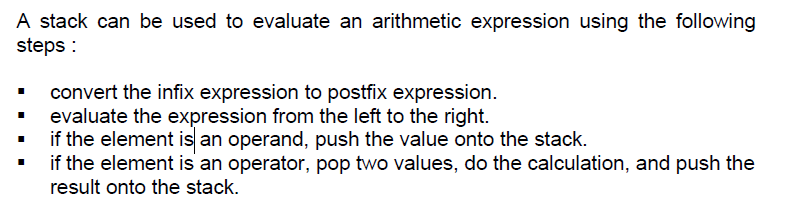 A stack can be used to evaluate an arithmetic expression using the following
steps :
▪ convert the infix expression to postfix expression.
▪ evaluate the expression from the left to the right.
▪ if the element is an operand, push the value onto the stack.
▪ if the element is an operator, pop two values, do the calculation, and push the
result onto the stack.